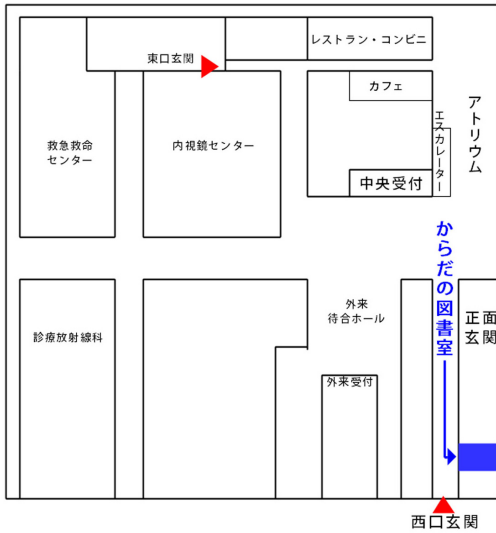 レストラン・コンビニ
東口玄関
カフェ
アトリウム
エスカレーター
救急救命
センター
内視鏡センター
中央受付
からだの図書室
外来
待合ホール
正面
玄関
診療放射線科
外来受付
西口玄関